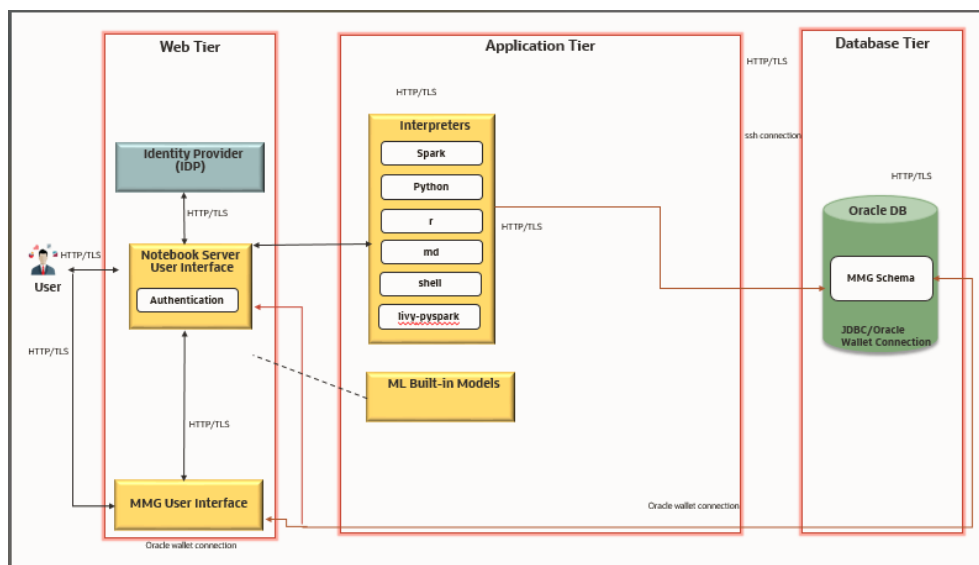 Web Tier
Application Tier
Database Tier
HTTP/TLS
HTTP/TLS
Interpreters
Spark
Python
r
md
shell
livy-pyspark
ssh connection
Identity Provider
(IDP)
HTTP/TLS
HTTP/TLS
HTTP/TLS
Oracle DB
MMG Schema
JDBC/Oracle
Wallet Connection
User
HTTP/TLS
Notebook Server
User Interface
Authentication
HTTP/TLS
ML Built-in Models
HTTP/TLS
MMG User Interface
Oracle wallet connection
Oracle wallet connection